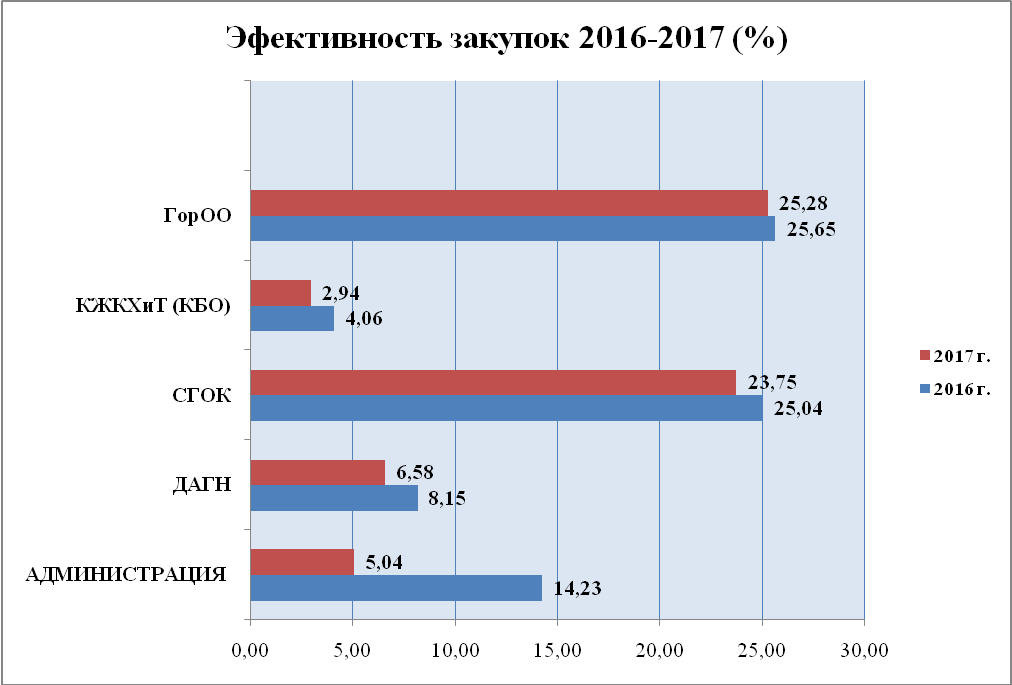 Эфективность закупок 2016-2017 (%)
ГорОО
25,28
25,65
КЖКХиТ (КБО)
2,94
4,06
СГОК
23,75
25,04
ДАГН
6,58
8,15
АДМИНИСТРАЦИЯ
5,04
14,23
2017 г.
2016 г.
0,00 5,00 10,00 15,00 20,00 25,00 30,00